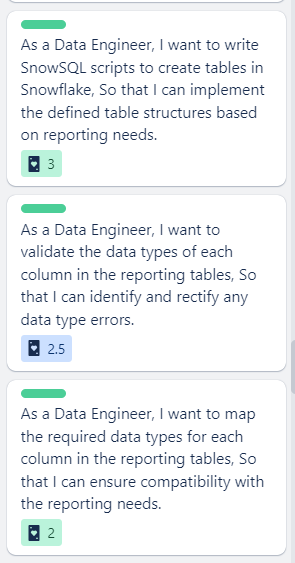 As a Data Engineer, I want to write
SnowSQL scripts to create tables in
Snowflake, So that I can implement
the defined table structures based
on reporting needs.
3
As a Data Engineer, I want to
validate the data types of each
column in the reporting tables, So
that I can identify and rectify any
data type errors.
2.5
As a Data Engineer, I want to map
the required data types for each
column in the reporting tables, So
that I can ensure compatibility with
the reporting needs.
2